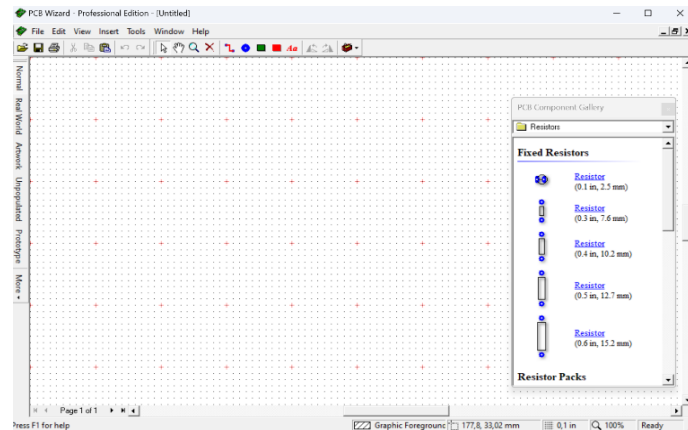 PCB Wizard - Professional Edition - [Untitled]
File Edit View Insert Tools Window Help
Aa
Normal
Real World
Artwork
Unpopulated
Prototype
More
PCB Component Gallery
Resistors
Fixed Resistors
Resistor
(0.1 in, 2.5 mm)
Resistor
(0.3 in, 7.6 mm)
Resistor
(0.4 in, 10.2 mm)
Resistor
(0.5 in, 12.7 mm)
Resistor
(0.6 in, 15.2 mm)
Resistor Packs
Page 1 of 1
Press F1 for help
Graphic Foregrounc 177,8, 33,02 mm 0,1 in 100% Ready